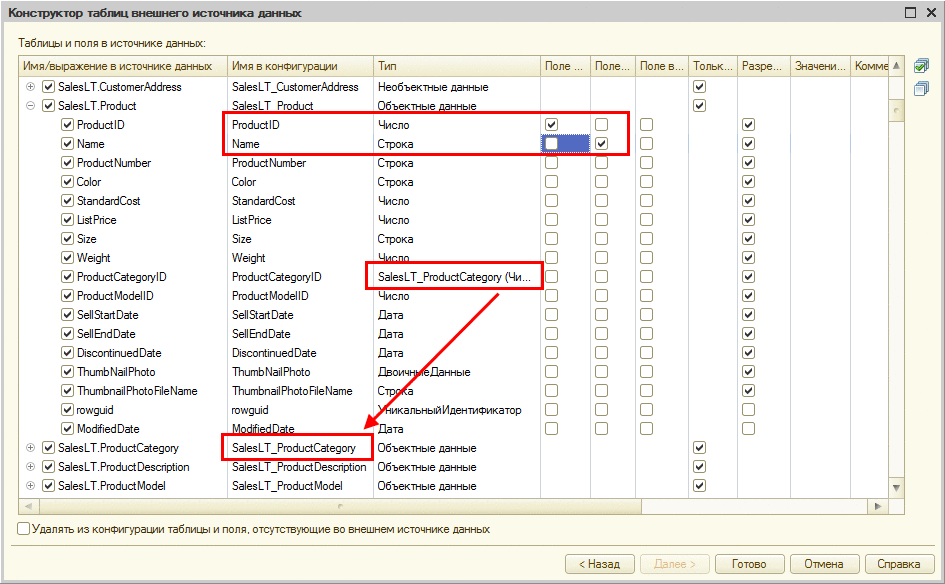 Конструктор таблиц внешнего источника данных
Таблицы и поля в источнике данных:
Имя/выражение в источнике данных Имя в конфигурации Тип Поле ... Поле... Поле в... Тольк... Разре... Значени... Комме
SalesLT.CustomerAddress SalesLT_CustomerAddress Необъектные данные
SalesLT.Product SalesLT_Product Объектные данные
ProductID ProductID Число
Name Name Строка
ProductNumber ProductNumber Строка
Color Color Строка
StandardCost StandardCost Число
ListPrice ListPrice Число
Size Size Строка
Weight Weight Число
ProductCategoryID ProductCategoryID SalesLT_ProductCategory (Чи...
ProductModelID ProductModelID Число
SellStartDate SellStartDate Дата
SellEndDate SellEndDate Дата
DiscontinuedDate DiscontinuedDate Дата
ThumbNailPhoto ThumbNailPhoto ДвоичныеДанные
ThumbnailPhotoFileName ThumbnailPhotoFileName Строка
rowguid rowguid УникальныйИдентификатор
ModifiedDate ModifiedDate Дата
SalesLT.ProductCategory SalesLT_ProductCategory Объектные данные
SalesLT.ProductDescription SalesLT_ProductDescription Объектные данные
SalesLT.ProductModel SalesLT_ProductModel Объектные данные
Удалять из конфигурации таблицы и поля, отсутствующие во внешнем источнике данных
< Назад Далее > Готово Отмена Справка